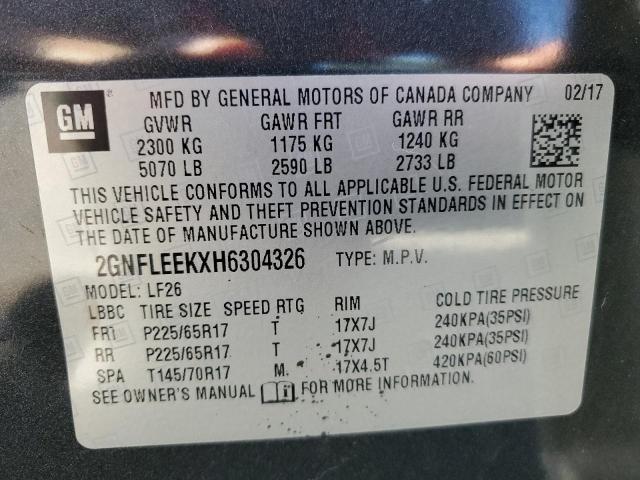 GM
MFD BY GENERAL MOTORS OF CANADA COMPANY 02/17
GVWR GAWR FRT GAWR RR
2300 KG 1175 KG 1240 KG
5070 LB 2590 LB 2733 LB
THIS VEHICLE CONFORMS TO ALL APPLICABLE U.S. FEDERAL MOTOR
VEHICLE SAFETY AND THEFT PREVENTION STANDARDS IN EFFECT ON
THE DATE OF MANUFACTURE SHOWN ABOVE.
2GNFLEEKXH6304326 TYPE: M.P.V.
MODEL: LF26
LBBC TIRE SIZE SPEED RTG RIM COLD TIRE PRESSURE
FRT P225/65R17 T 17X7J 240KPA(35PSI)
RR P225/65R17 T 17X7J 240KPA(35PSI)
SPA T145/70R17 M 17X4.5T 420KPA(60PSI)
SEE OWNER'S MANUAL FOR MORE INFORMATION.